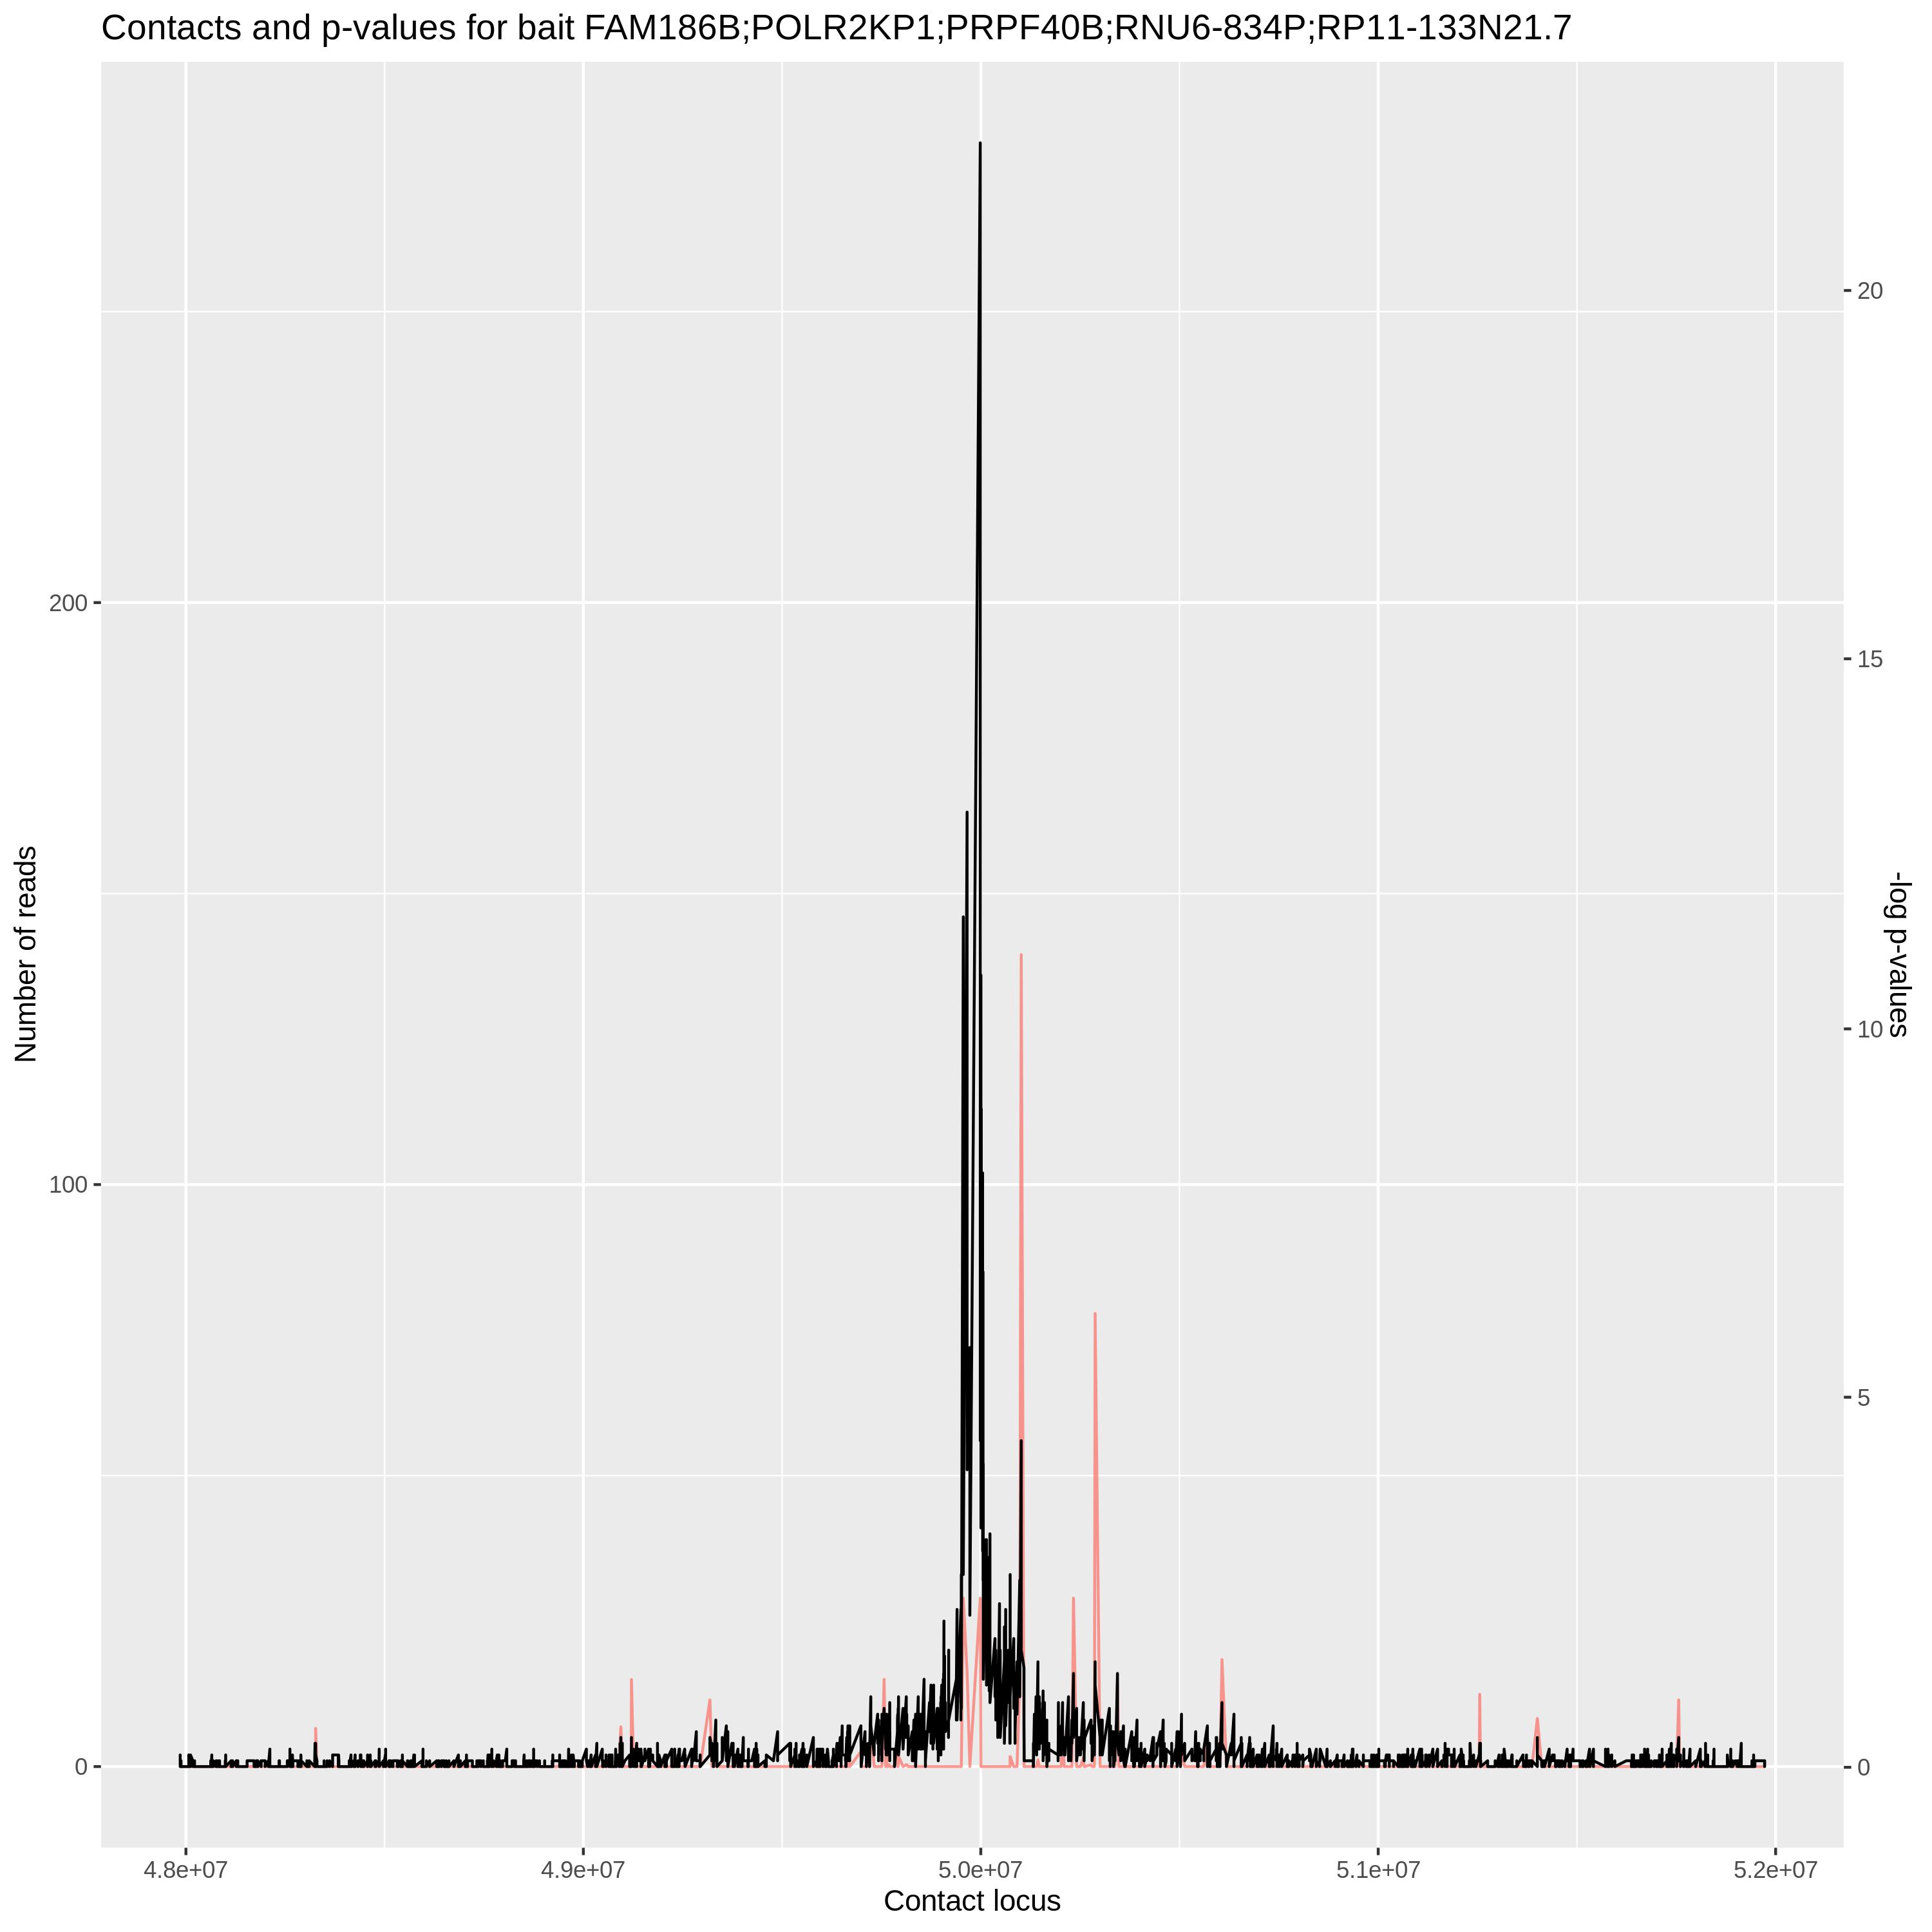 Contacts and p-values for bait FAM186B;POLR2KP1;PRPF40B;RNU6-834P;RP11-133N21.7
Number of reads
200
100
0
20
15
10
5
0
-log p-values
4.8e+07 4.9e+07 5.0e+07 5.1e+07 5.2e+07
Contact locus